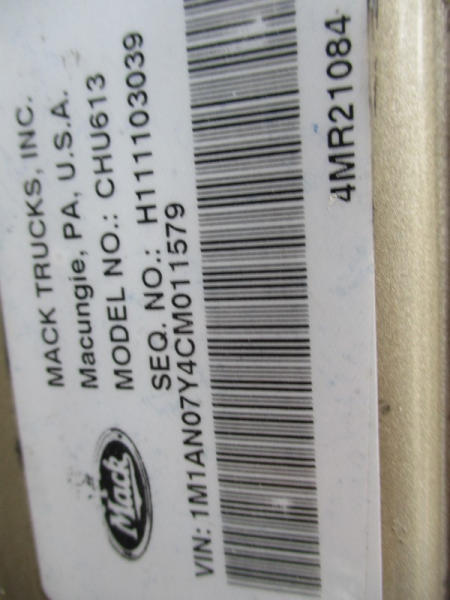 MACK TRUCKS, INC.
Macungie, PA, U.S.A.
MODEL NO.: CHU613
SEQ. NO.: H111103039
Mack
VIN: 1M1AN07Y4CM011579
4MR21084